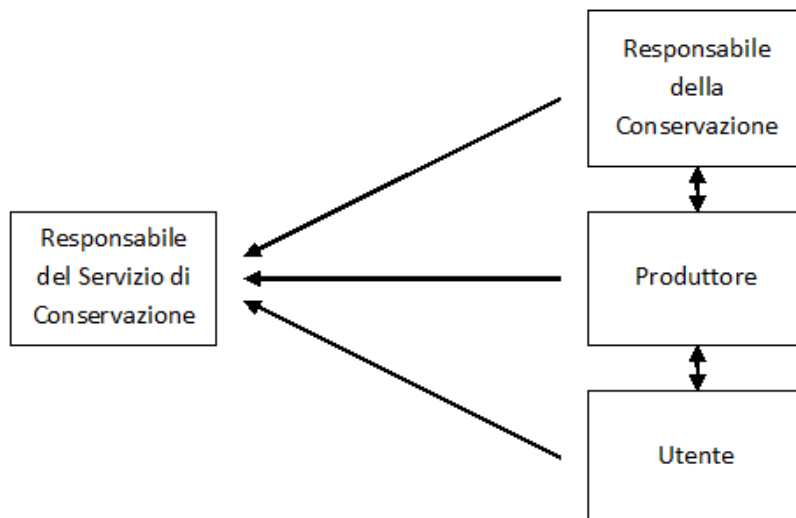 Responsabile
della
Conservazione
Responsabile
del Servizio di
Conservazione
Produttore
Utente